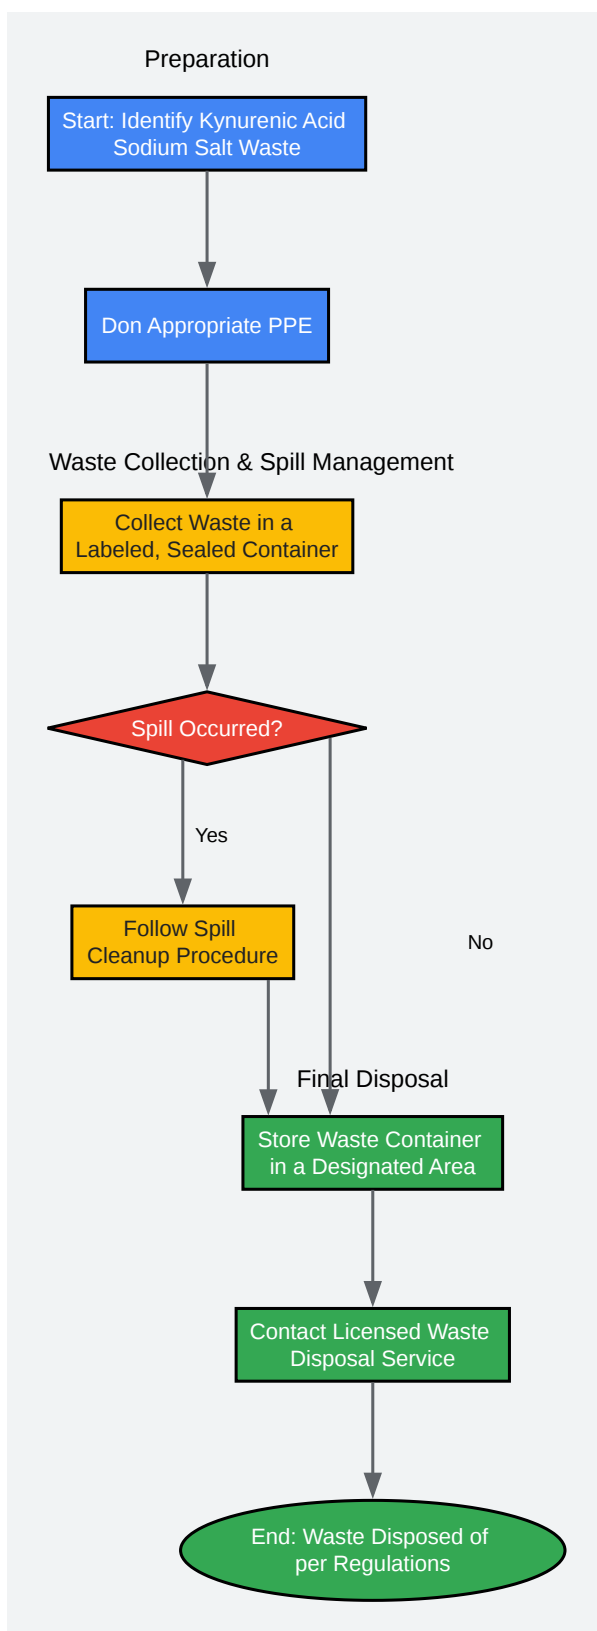 Preparation
Start: Identify Kynurenic Acid
Sodium Salt Waste
Don Appropriate PPE
Waste Collection & Spill Management
Collect Waste in a
Labeled, Sealed Container
Spill Occurred?
Yes
Follow Spill
Cleanup Procedure
No
Final Disposal
Store Waste Container
in a Designated Area
Contact Licensed Waste
Disposal Service
End: Waste Disposed of
per Regulations